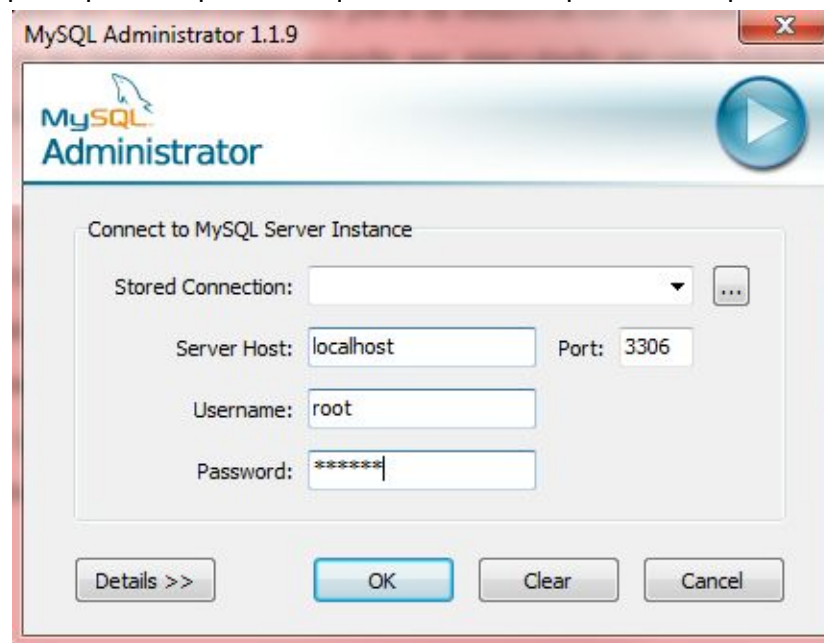 MySQL Administrator 1.1.9
MySQL
Administrator
Connect to MySQL Server Instance
Stored Connection:
...
Server Host: localhost Port: 3306
Username: root
Password: ******
Details >> OK Clear Cancel